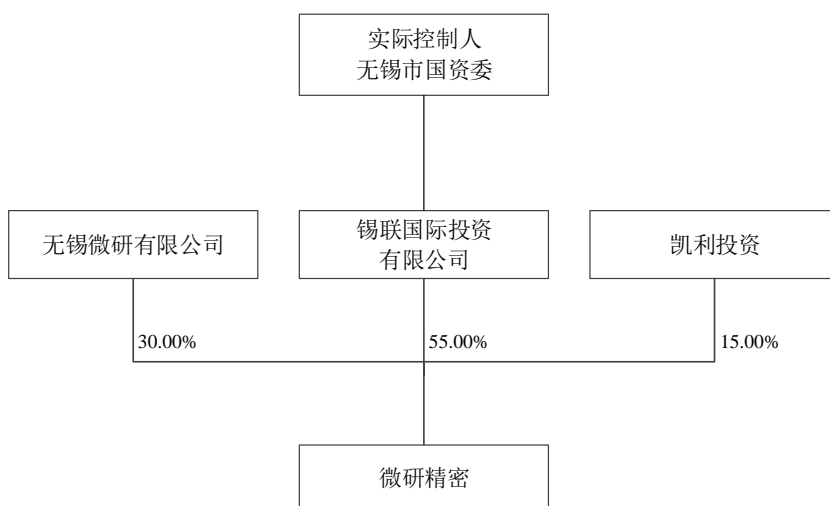 实际控制人
无锡市国资委
无锡微研有限公司
锡联国际投资
有限公司
凯利投资
30.00%
55.00%
15.00%
微研精密